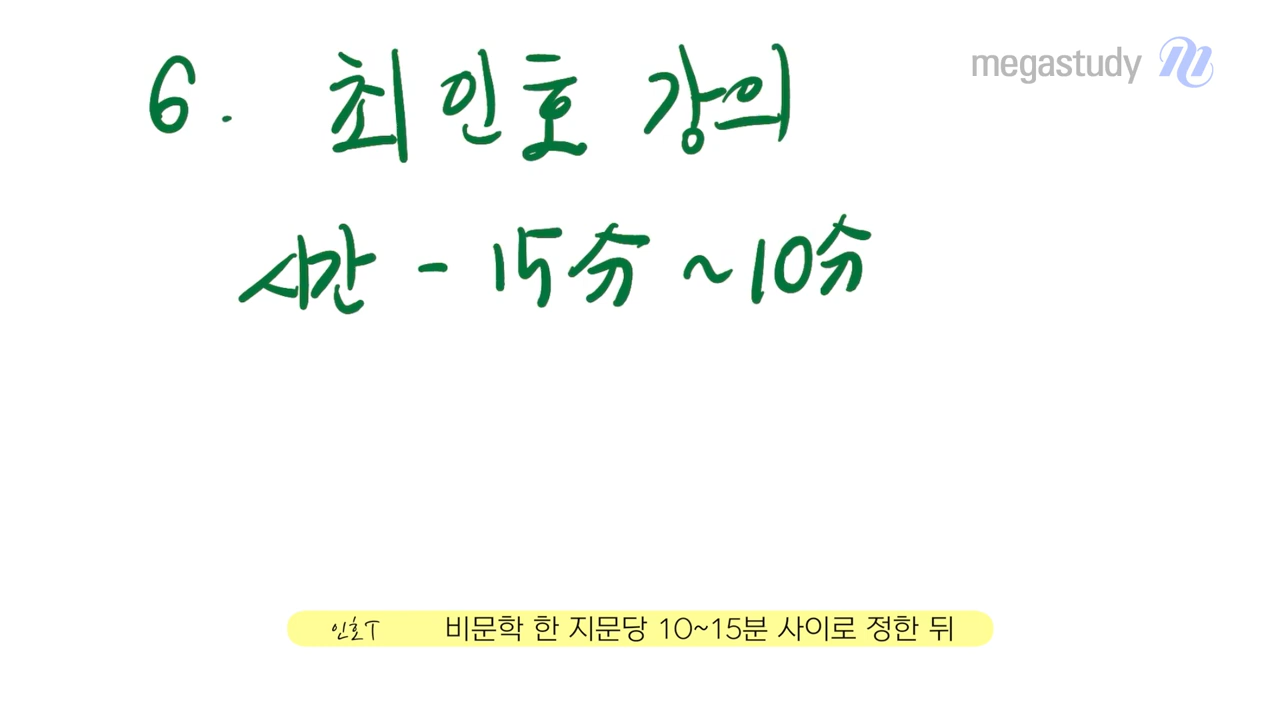 6. 최인호 강의
megastudy
시간 - 15分 ~10分
인호T 비문학 한 지문당 10~15분 사이로 정한 뒤